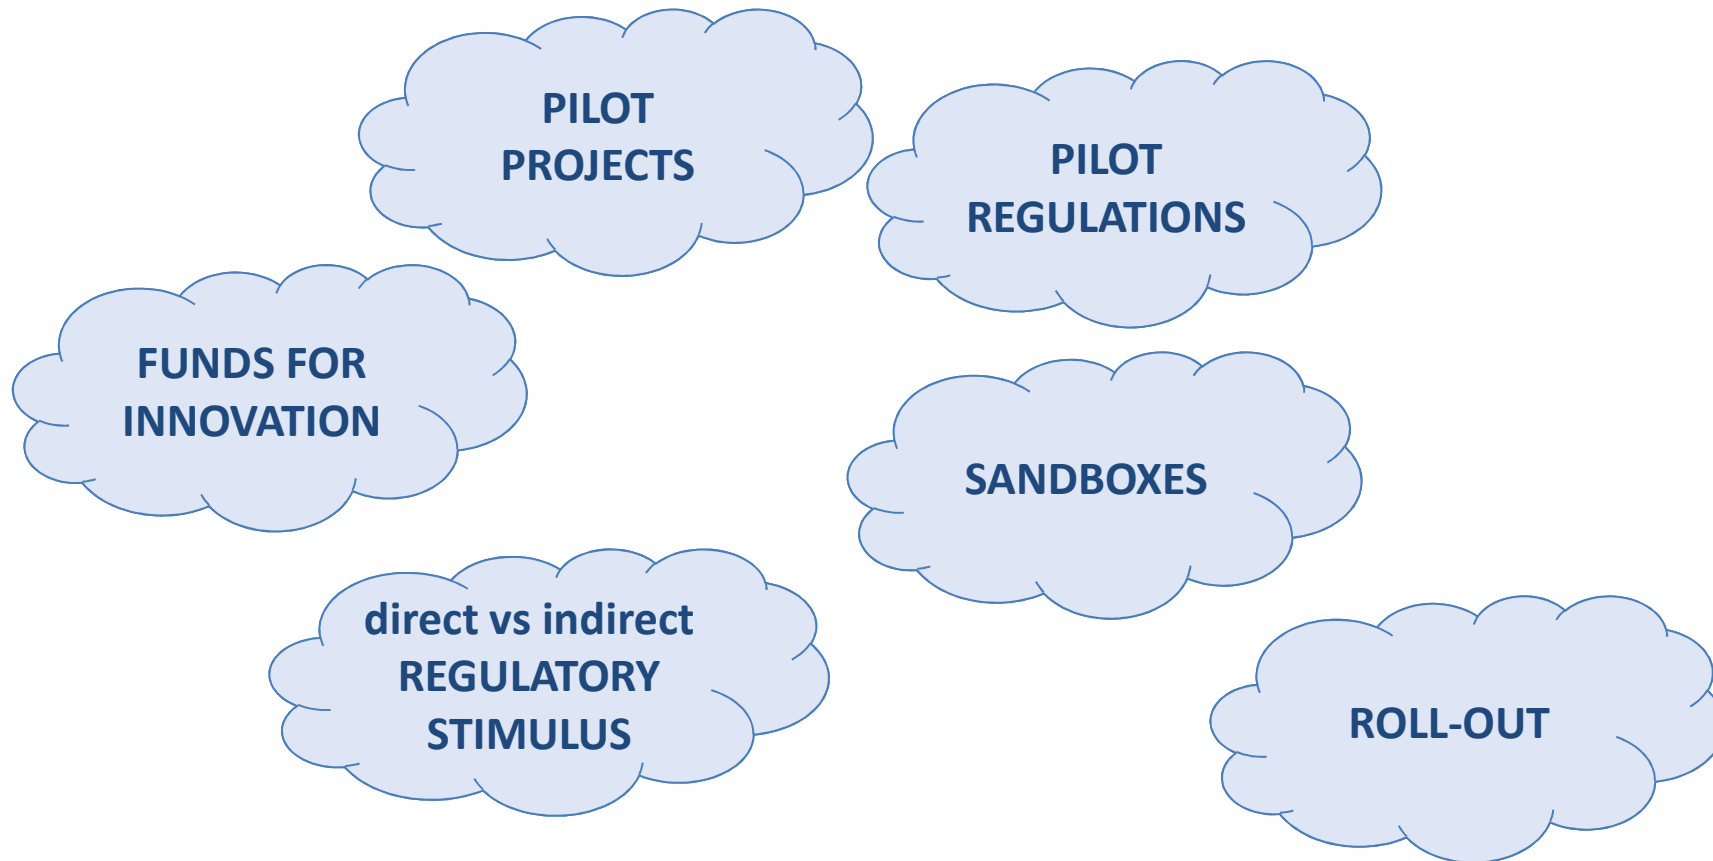 PILOT
PROJECTS
PILOT
REGULATIONS
FUNDS FOR
INNOVATION
SANDBOXES
direct vs indirect
REGULATORY
STIMULUS
ROLL-OUT